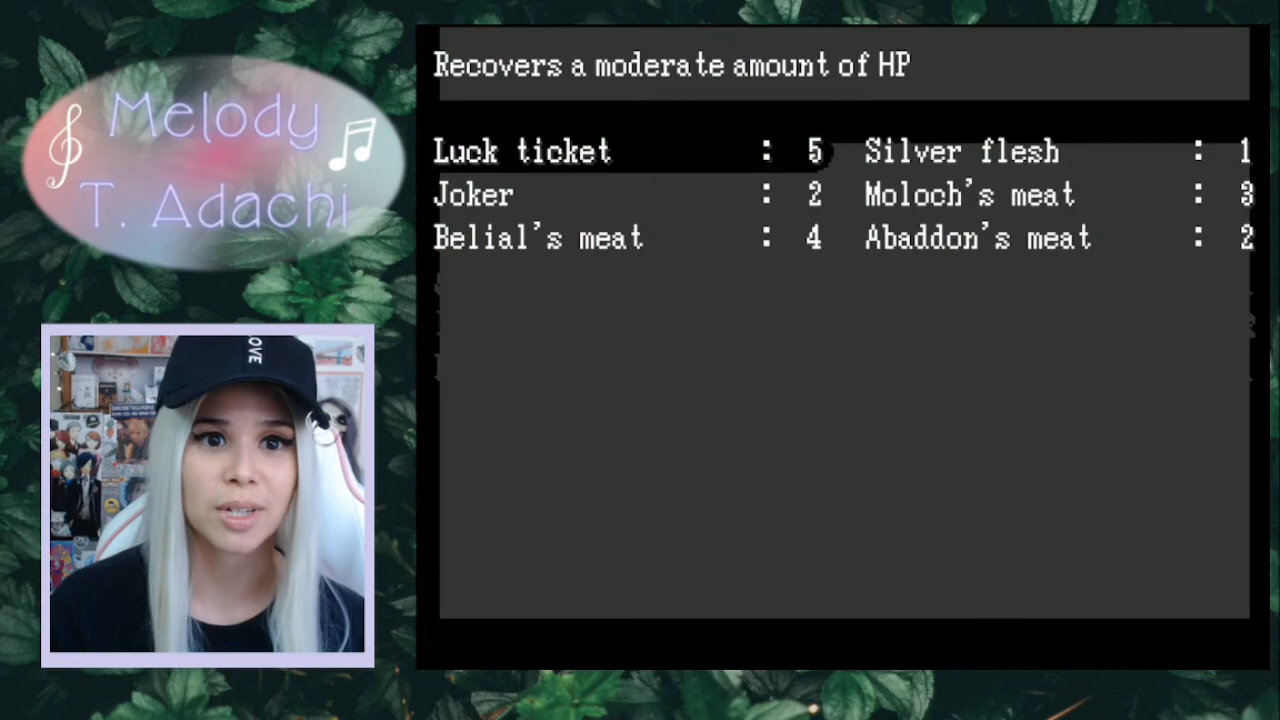 Melody
T. Adachi
LOVE
Recovers a moderate amount of HP
Luck ticket : 5 Silver flesh : 1
Joker : 2 Moloch's meat : 3
Belial's meat : 4 Abaddon's meat : 2